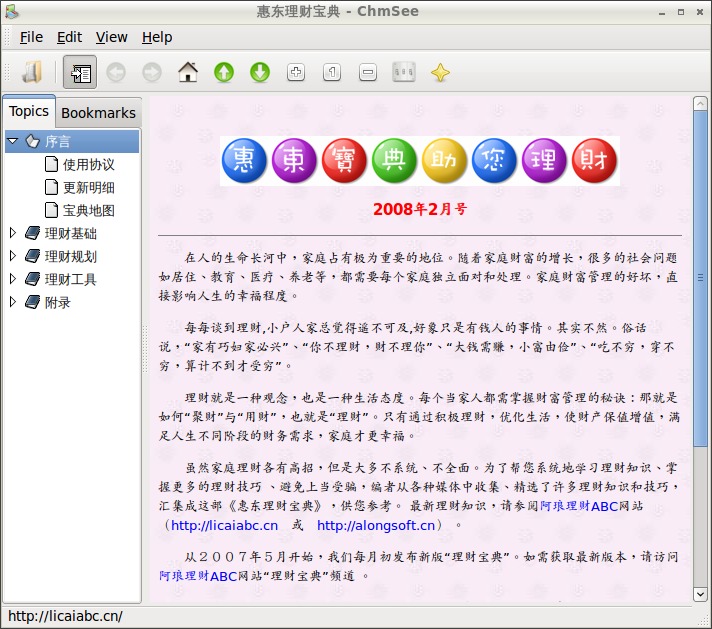 惠东理财宝典 - ChmSee
File Edit View Help
Topics Bookmarks
序言
使用协议
更新明细
宝典地图
理财基础
理财规划
理财工具
附录
惠東寶典助您理財
2008年2月号
在人的生命长河中，家庭占有极为重要的地位。随着家庭财富的增长，很多的社会问题
如居住、教育、医疗、养老等，都需要每个家庭独立面对和处理。家庭财富管理的好坏，直
接影响人生的幸福程度。
每每谈到理财,小户人家总觉得遥不可及,好象只是有钱人的事情。其实不然。俗话
说，“家有巧妇家必兴”、“你不理财，财不理你”、“大钱需赚，小富由俭”、“吃不穷，穿不
穷，算计不到才受穷”。
理财就是一种观念，也是一种生活态度。每个当家人都需掌握财富管理的秘诀：那就是
如何“聚财”与“用财”，也就是“理财”。只有通过积极理财，优化生活，使财产保值增值，满
足人生不同阶段的财务需求，家庭才更幸福。
虽然家庭理财各有高招，但是大多不系统、不全面。为了帮您系统地学习理财知识、掌
握更多的理财技巧 、避免上当受骗，编者从各种媒体中收集、精选了许多理财知识和技巧，
汇集成这部《惠东理财宝典》，供您参考。 最新理财知识，请参阅阿琅理财ABC网站
（http://licaiabc.cn 或 http://alongsoft.cn） 。
从２００７年５月开始，我们每月初发布新版“理财宝典”。如需获取最新版本，请访问
阿琅理财ABC网站“理财宝典”频道 。
http://licaiabc.cn/